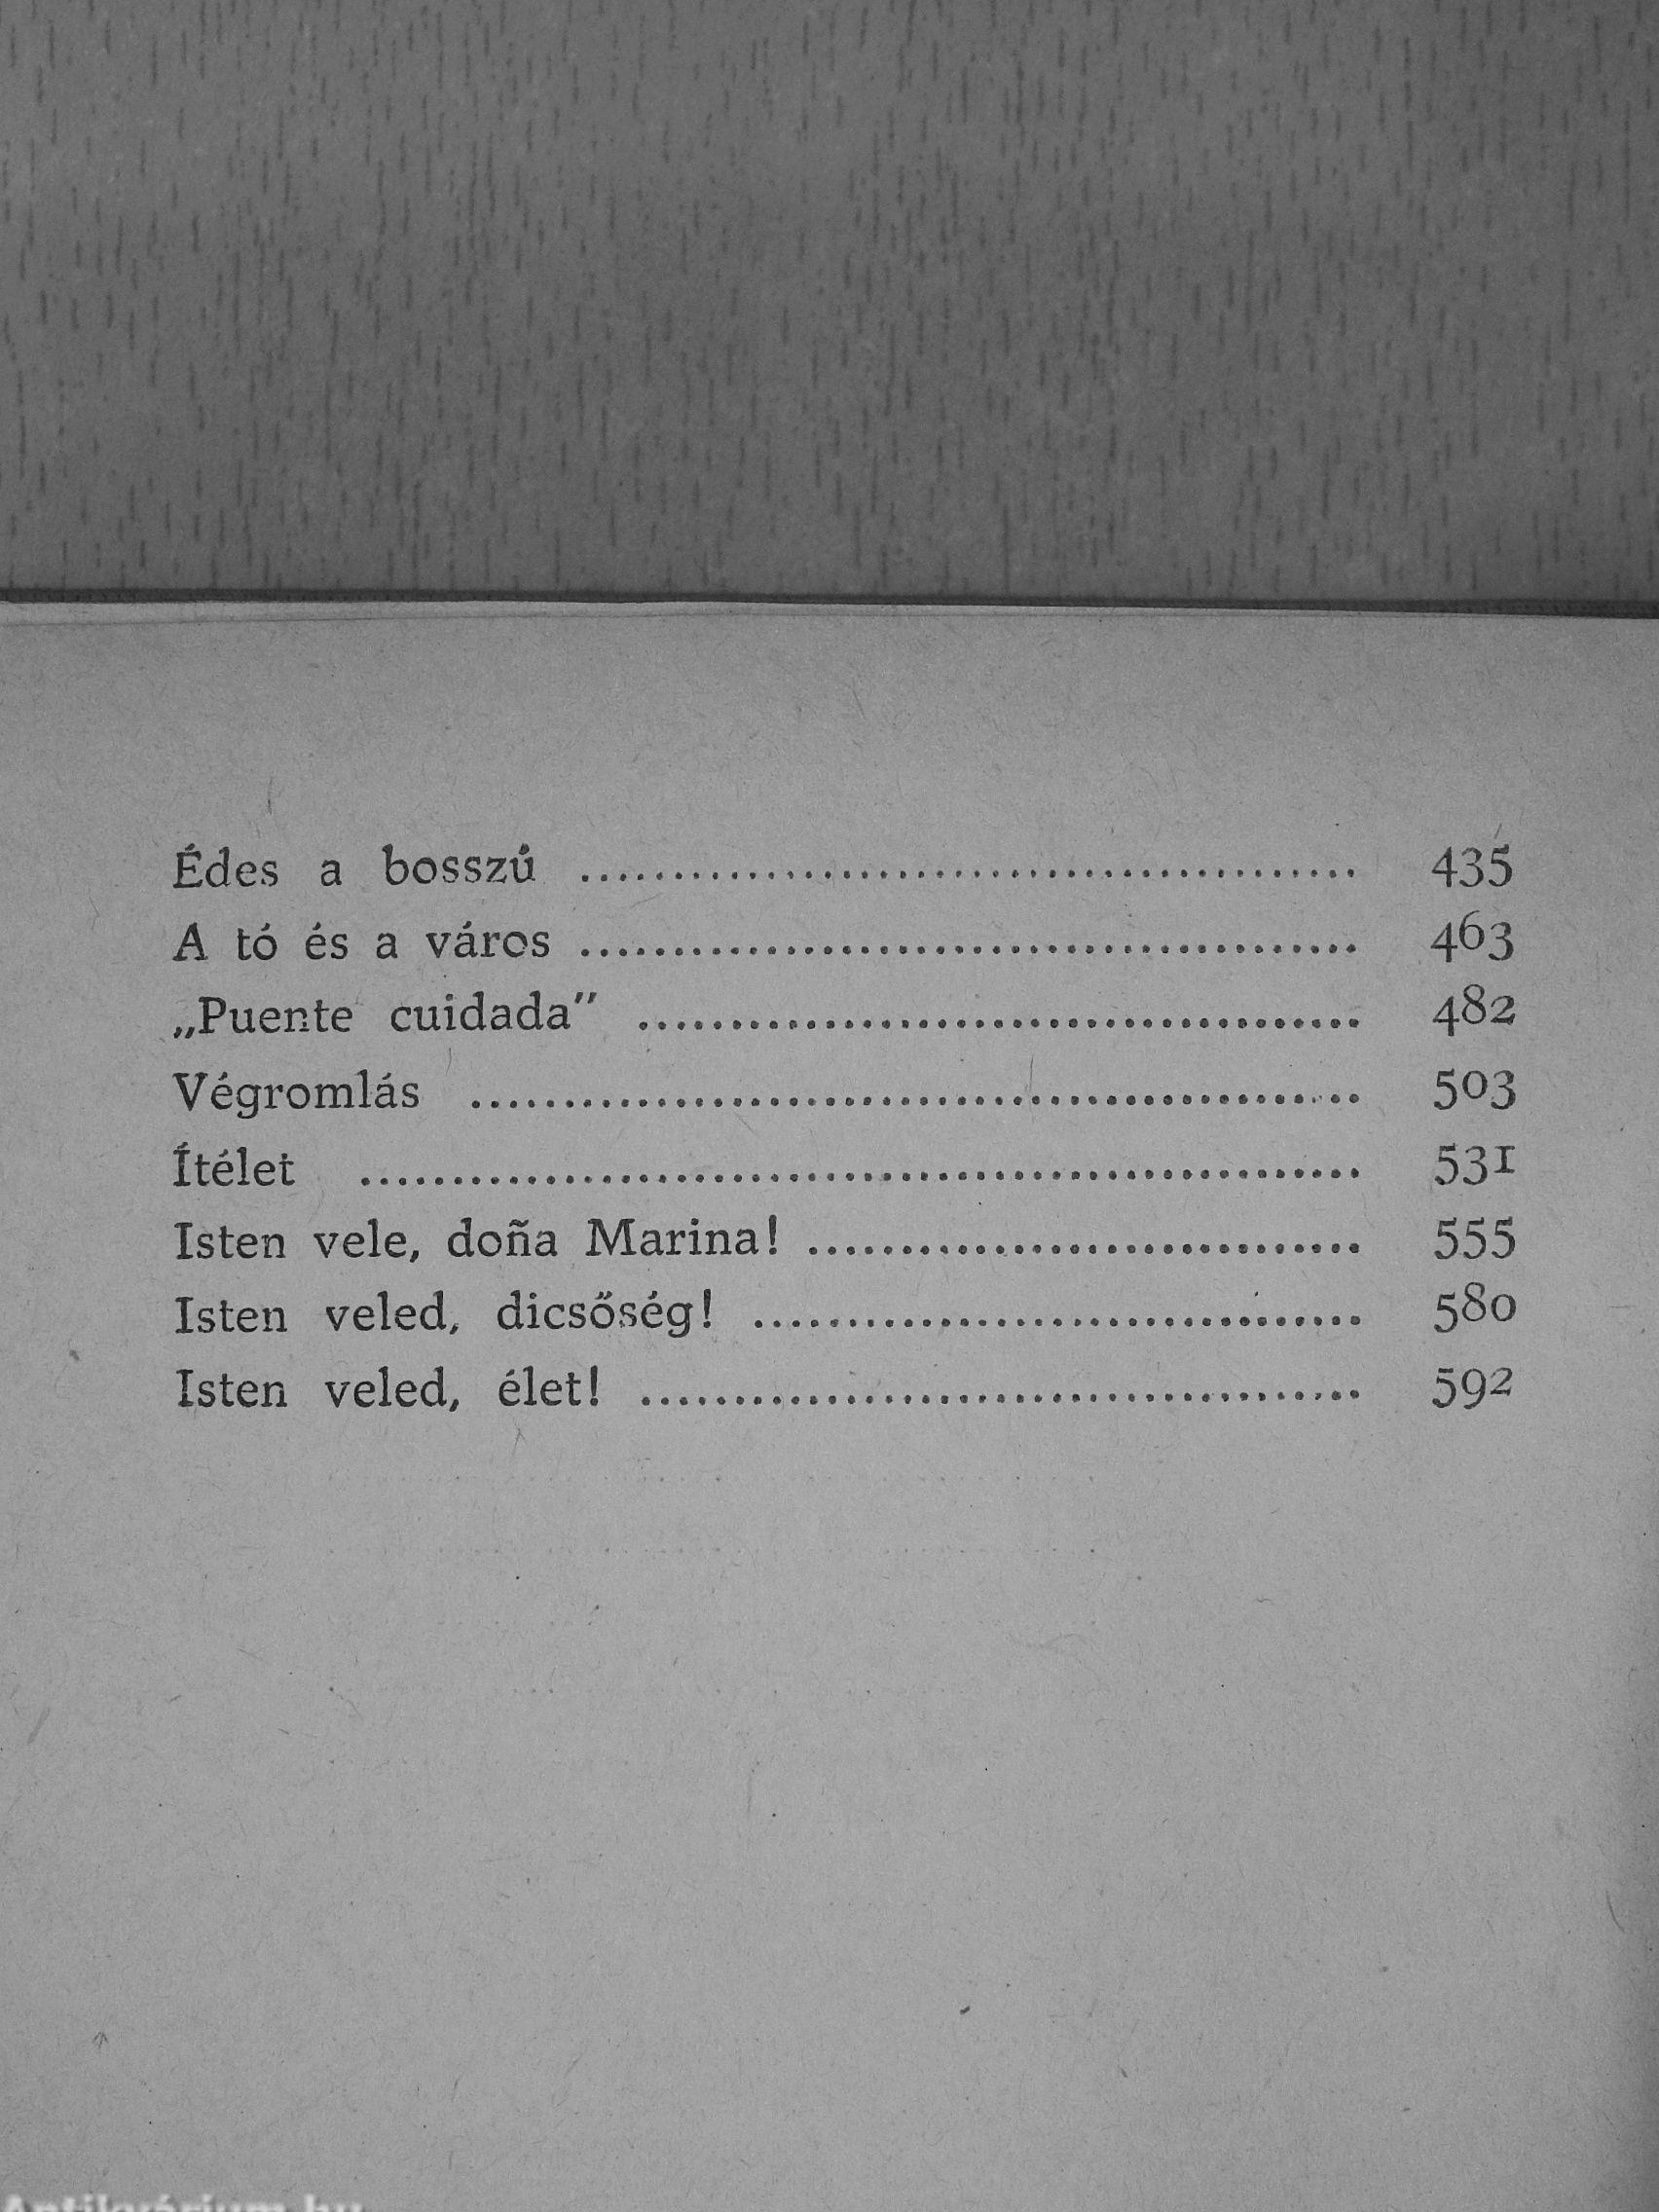 Édes a bosszú ........................................ 435
A tó és a város ........................................ 463
„Puente cuidada” ........................................ 482
Végromlás ........................................ 503
Ítélet ........................................ 531
Isten vele, doña Marina! ........................................ 555
Isten veled, dicsőség! ........................................ 580
Isten veled, élet! ........................................ 592